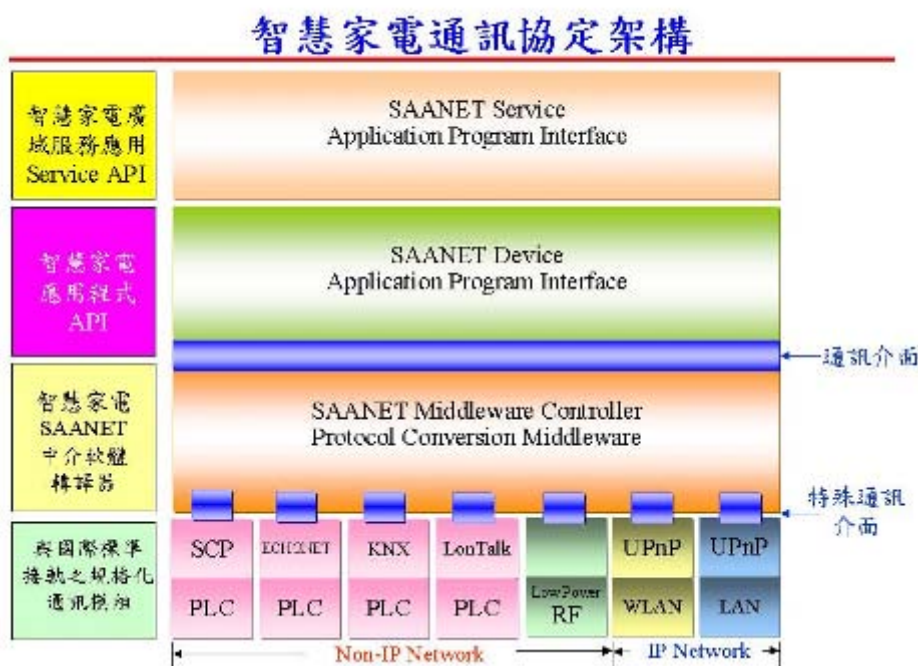 智慧家電通訊協定架構
智慧家電廣
域服務應用
Service API
SAANET Service
Application Program Interface
智慧家電
應用程式
API
SAANET Device
Application Program Interface
通訊介面
智慧家電
SAANET
中介軟體
轉譯器
SAANET Middleware Controller
Protocol Conversion Middleware
特殊通訊
介面
與國際標準
接軌之規格化
通訊模組
SCP
ECHONET
KNX
LonTalk
UPnP
UPnP
PLC
PLC
PLC
PLC
LowPower
RF
WLAN
LAN
Non-IP Network
IP Network